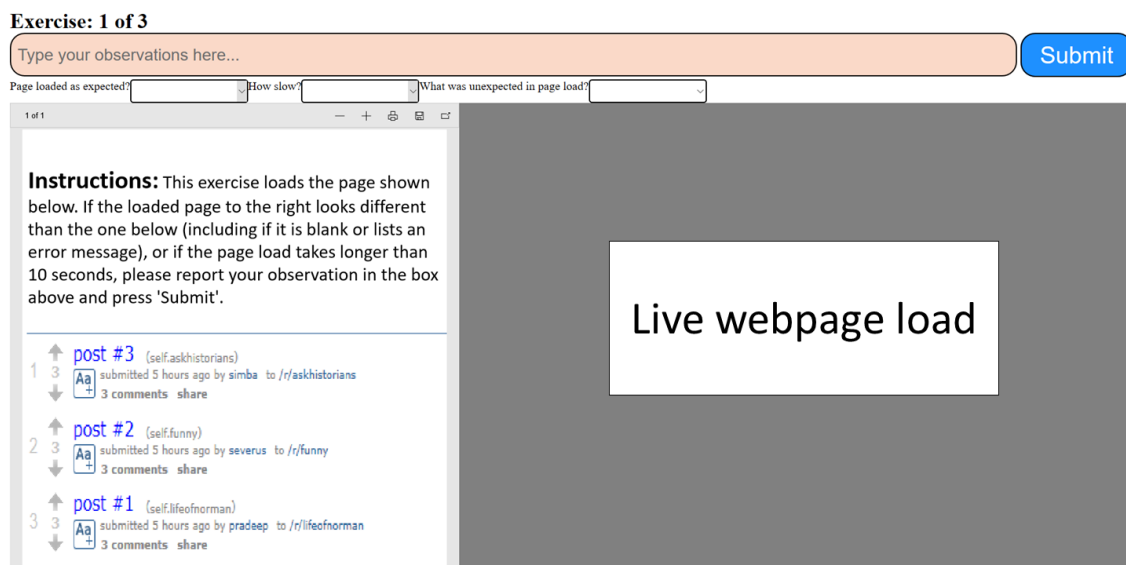 Exercise: 1 of 3
Type your observations here...
Submit
Page loaded as expected?
How slow?
What was unexpected in page load?
1 of 1
Instructions: This exercise loads the page shown
below. If the loaded page to the right looks different
than the one below (including if it is blank or lists an
error message), or if the page load takes longer than
10 seconds, please report your observation in the box
above and press 'Submit'.
Live webpage load
post #3 (self.askhistorians)
1 3 Aa+ submitted 5 hours ago by simba to /r/askhistorians
3 comments share
post #2 (self.funny)
2 3 Aa+ submitted 5 hours ago by severus to /r/funny
3 comments share
post #1 (self.lifeofnorman)
3 3 Aa+ submitted 5 hours ago by pradeep to /r/lifeofnorman
3 comments share